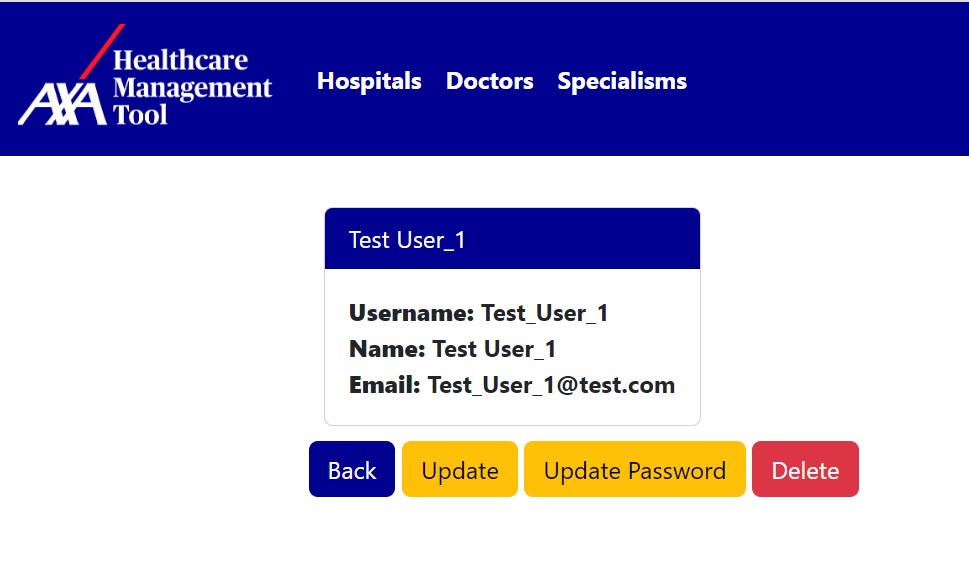 AXA
Healthcare
Management
Tool
Hospitals Doctors Specialisms
Test User_1
Username: Test_User_1
Name: Test User_1
Email: Test_User_1@test.com
Back Update Update Password Delete